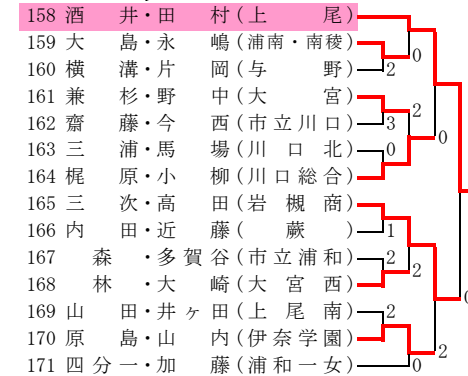 158 酒井・田村(上尾)
159 大島・永嶋(浦南・南稜) 0
160 横溝・片岡(与野) 2
161 兼杉・野中(大宮) 2
162 齋藤・今西(市立川口) 3 0
163 三浦・馬場(川口北) 0
164 梶原・小柳(川口総合)
165 三次・高田(岩槻商)
166 内田・近藤(蕨) 1
167 森・多賀谷(市立浦和) 2
168 林・大崎(大宮西) 2 0
169 山田・井ヶ田(上尾南) 2
170 原島・山内(伊奈学園) 2
171 四分一・加藤(浦和一女) 0